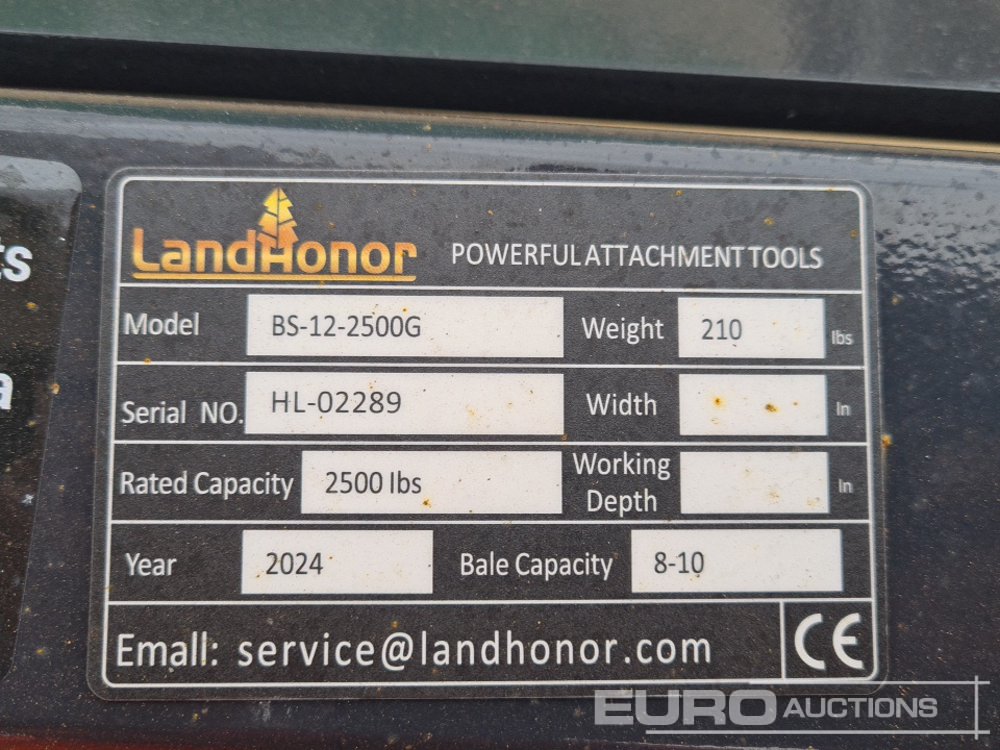 LandHonor POWERFUL ATTACHMENT TOOLS
Model BS-12-2500G Weight 210 lbs
Serial NO. HL-02289 Width In
Rated Capacity 2500 lbs Working Depth In
Year 2024 Bale Capacity 8-10
Emall: service@landhonor.com CE
ts
a
EURO AUCTIONS